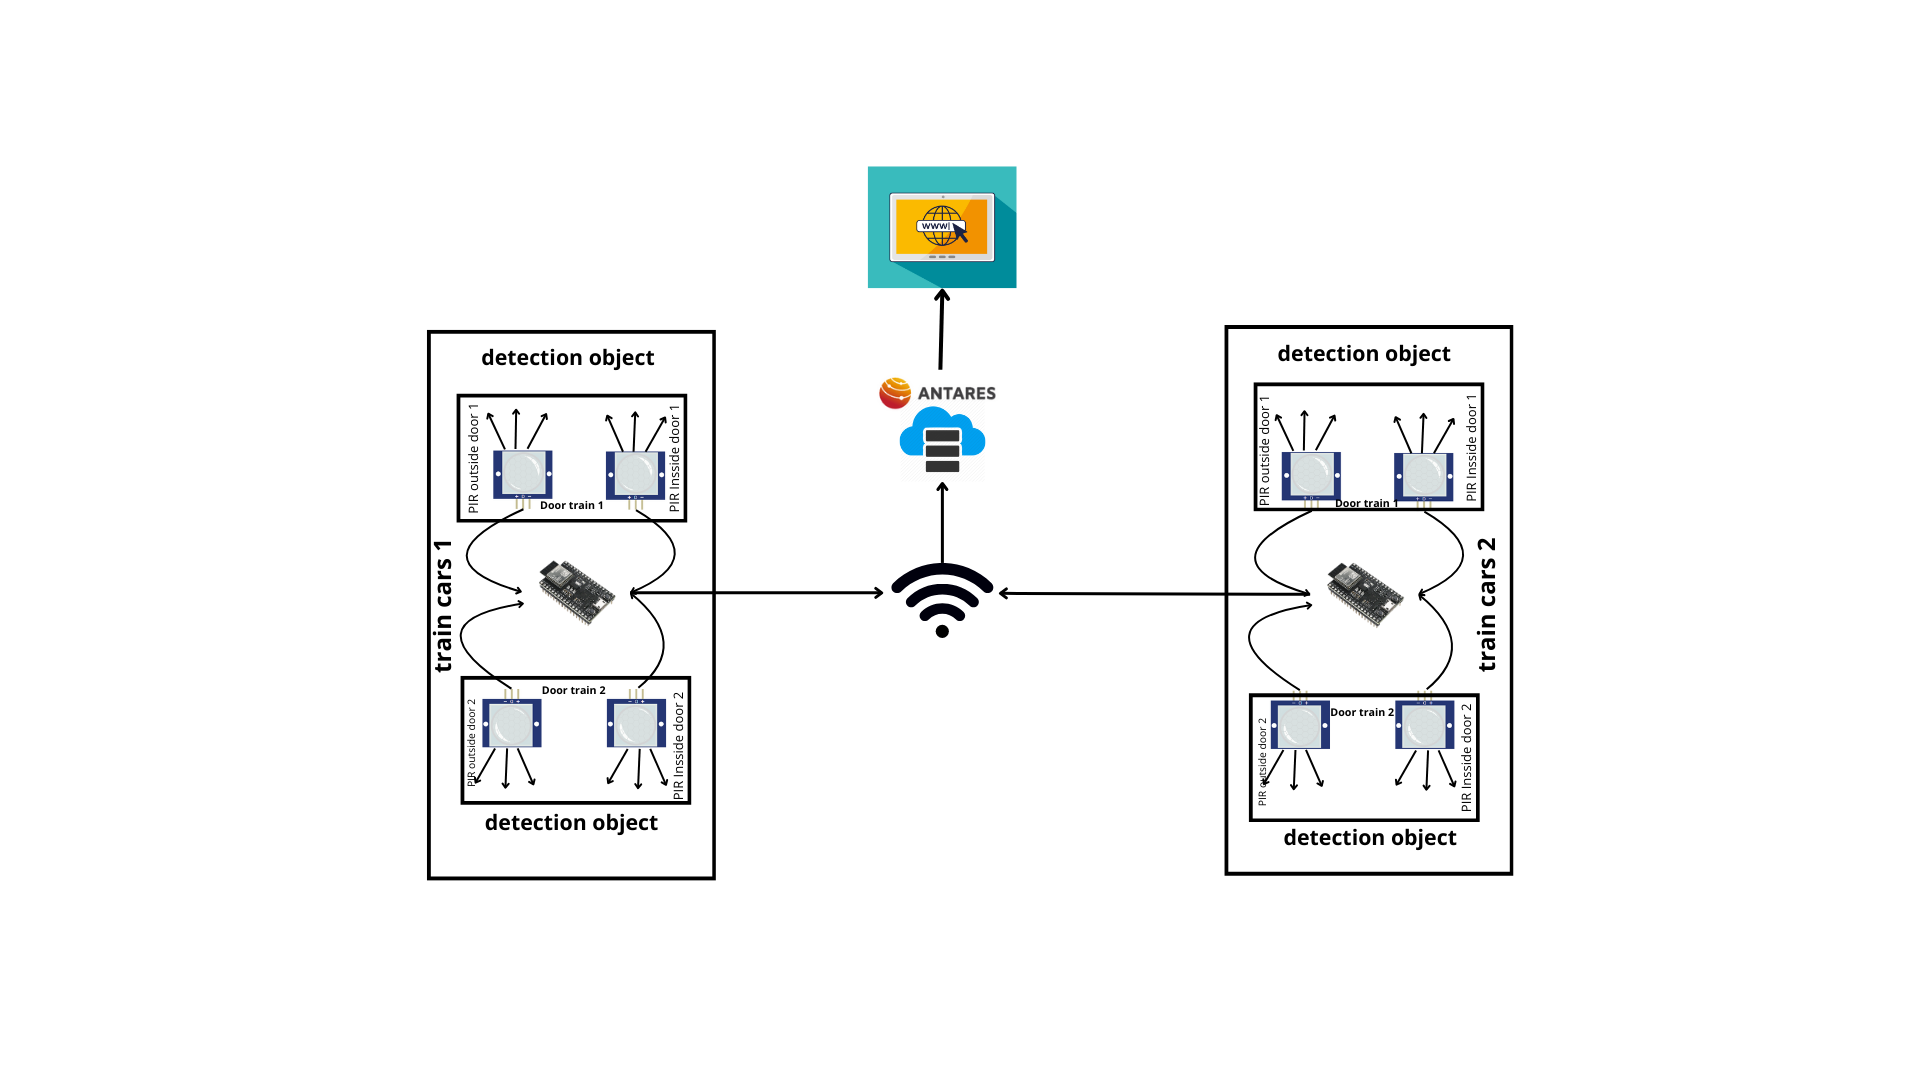 www
ANTARES
detection object
PIR outside door 1
PIR Insside door 1
Door train 1
train cars 1
Door train 2
PIR outside door 2
PIR Insside door 2
detection object
detection object
PIR outside door 1
PIR Insside door 1
Door train 1
train cars 2
Door train 2
PIR outside door 2
PIR Insside door 2
detection object